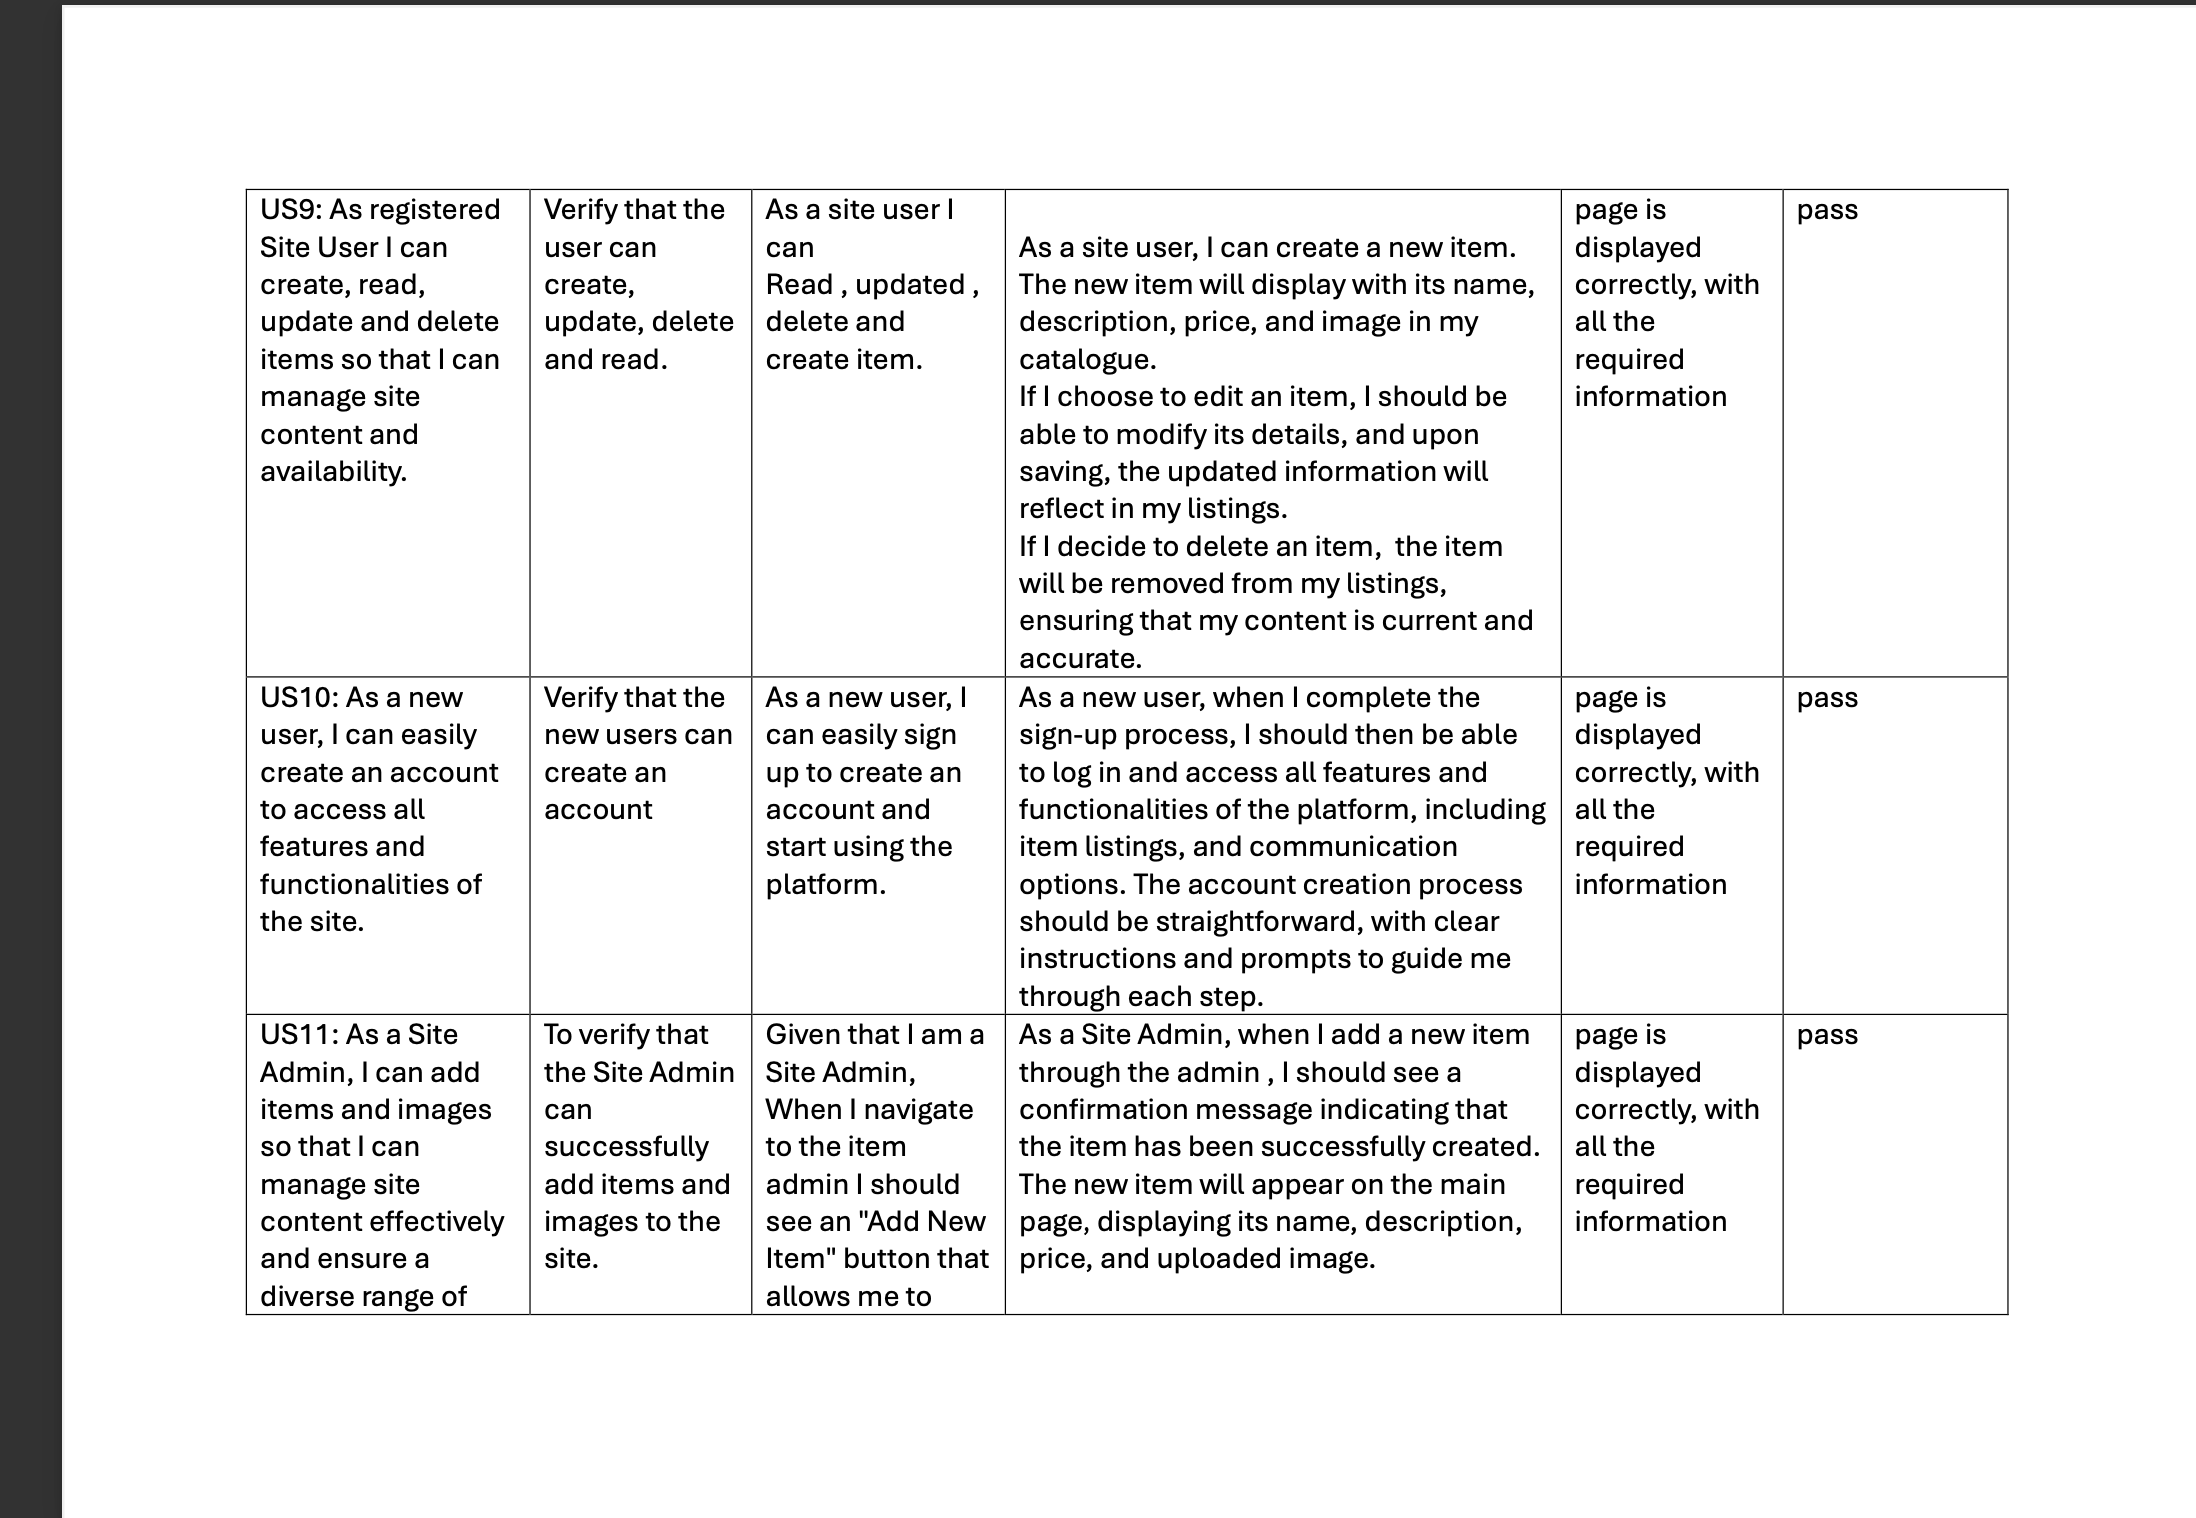 US9: As registered
Site User I can
create, read,
update and delete
items so that I can
manage site
content and
availability.
Verify that the
user can
create,
update, delete
and read.
As a site user I
can
Read , updated ,
delete and
create item.
As a site user, I can create a new item.
The new item will display with its name,
description, price, and image in my
catalogue.
If I choose to edit an item, I should be
able to modify its details, and upon
saving, the updated information will
reflect in my listings.
If I decide to delete an item,  the item
will be removed from my listings,
ensuring that my content is current and
accurate.
page is
displayed
correctly, with
all the
required
information
pass
US10: As a new
user, I can easily
create an account
to access all
features and
functionalities of
the site.
Verify that the
new users can
create an
account
As a new user, I
can easily sign
up to create an
account and
start using the
platform.
As a new user, when I complete the
sign-up process, I should then be able
to log in and access all features and
functionalities of the platform, including
item listings, and communication
options. The account creation process
should be straightforward, with clear
instructions and prompts to guide me
through each step.
page is
displayed
correctly, with
all the
required
information
pass
US11: As a Site
Admin, I can add
items and images
so that I can
manage site
content effectively
and ensure a
diverse range of
To verify that
the Site Admin
can
successfully
add items and
images to the
site.
Given that I am a
Site Admin,
When I navigate
to the item
admin I should
see an "Add New
Item" button that
allows me to
As a Site Admin, when I add a new item
through the admin , I should see a
confirmation message indicating that
the item has been successfully created.
The new item will appear on the main
page, displaying its name, description,
price, and uploaded image.
page is
displayed
correctly, with
all the
required
information
pass